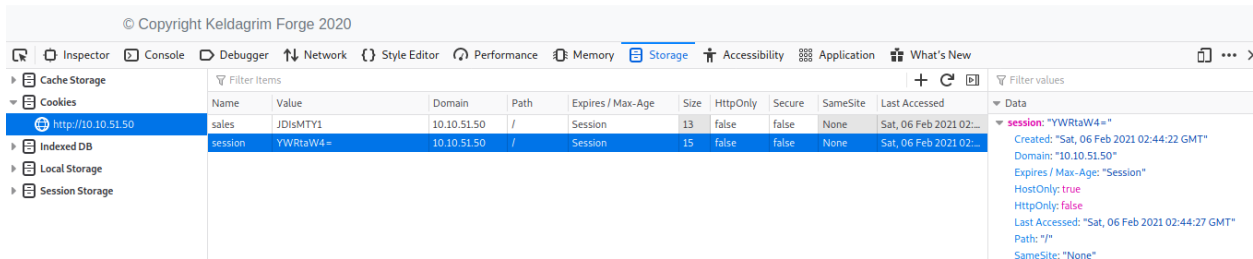 © Copyright Keldagrim Forge 2020
Inspector Console Debugger Network Style Editor Performance Memory Storage Accessibility Application What's New
Cache Storage
Cookies
http://10.10.51.50
Indexed DB
Local Storage
Session Storage
Filter Items
Name Value Domain Path Expires / Max-Age Size HttpOnly Secure SameSite Last Accessed
sales JDIsMTY1 10.10.51.50 / Session 13 false false None Sat, 06 Feb 2021 02:...
session YWRtaW4= 10.10.51.50 / Session 15 false false None Sat, 06 Feb 2021 02:...
Filter values
Data
session: "YWRtaW4="
Created: "Sat, 06 Feb 2021 02:44:22 GMT"
Domain: "10.10.51.50"
Expires / Max-Age: "Session"
HostOnly: true
HttpOnly: false
Last Accessed: "Sat, 06 Feb 2021 02:44:27 GMT"
Path: "/"
SameSite: "None"